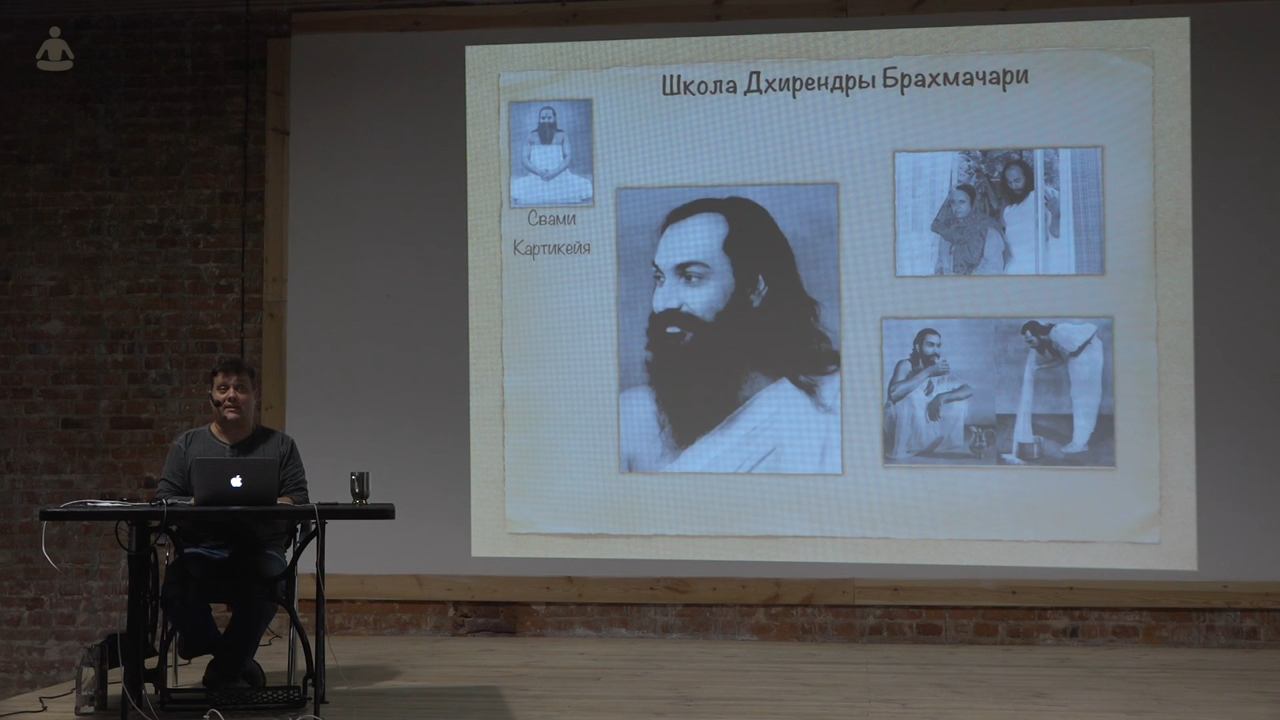 Школа Дхирендры Брахмачари
Свами
Картикейя